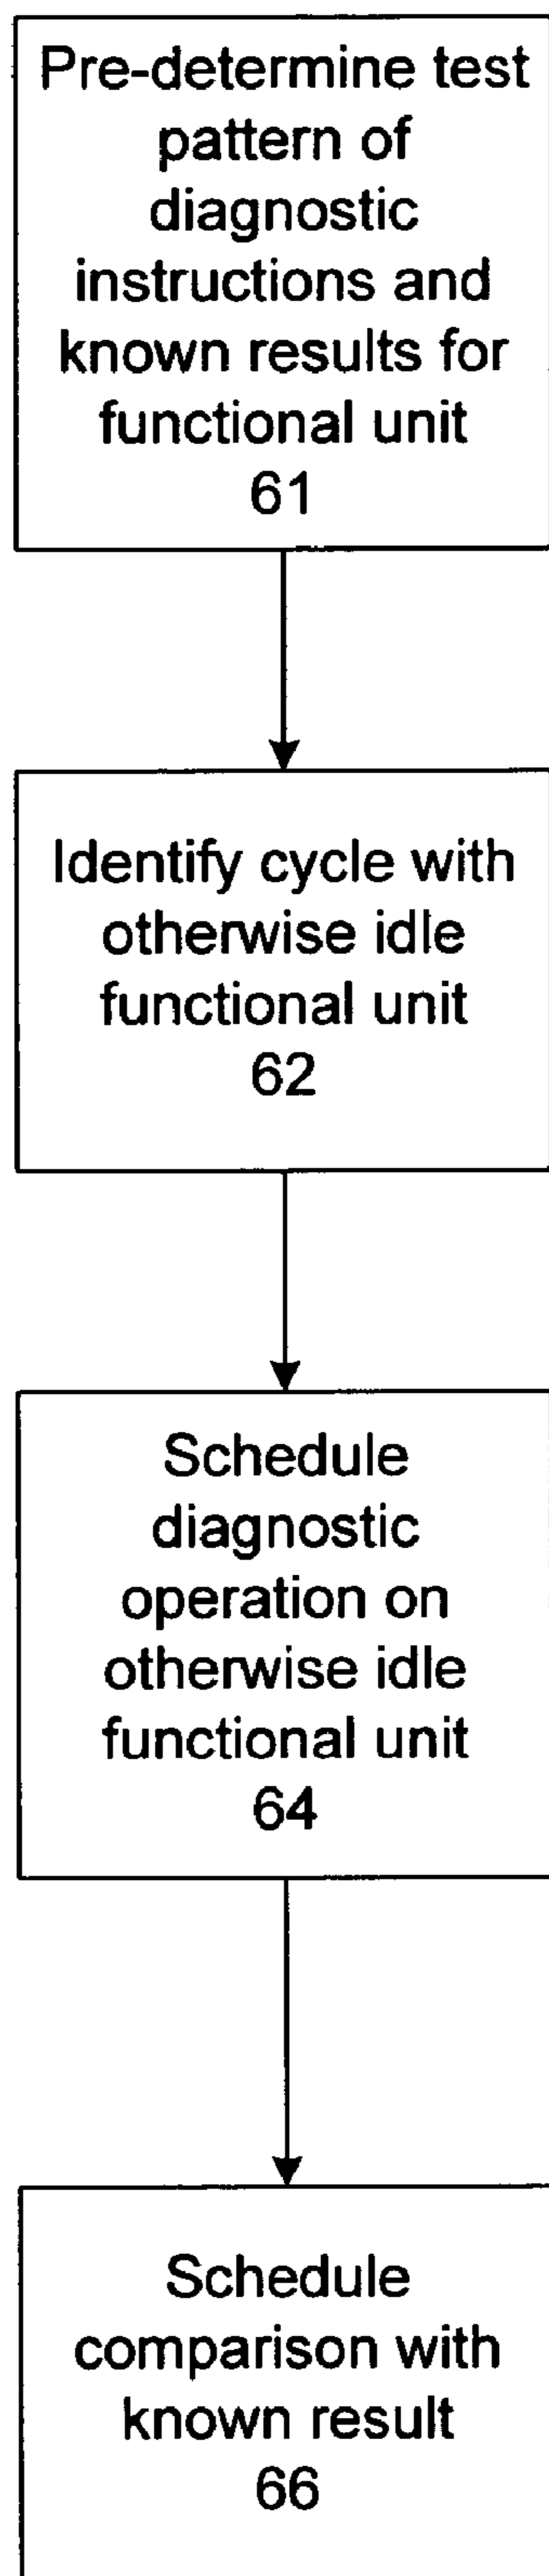 Pre-determine test
pattern of
diagnostic
instructions and
known results for
functional unit
61
Identify cycle with
otherwise idle
functional unit
62
Schedule
diagnostic
operation on
otherwise idle
functional unit
64
Schedule
comparison with
known result
66